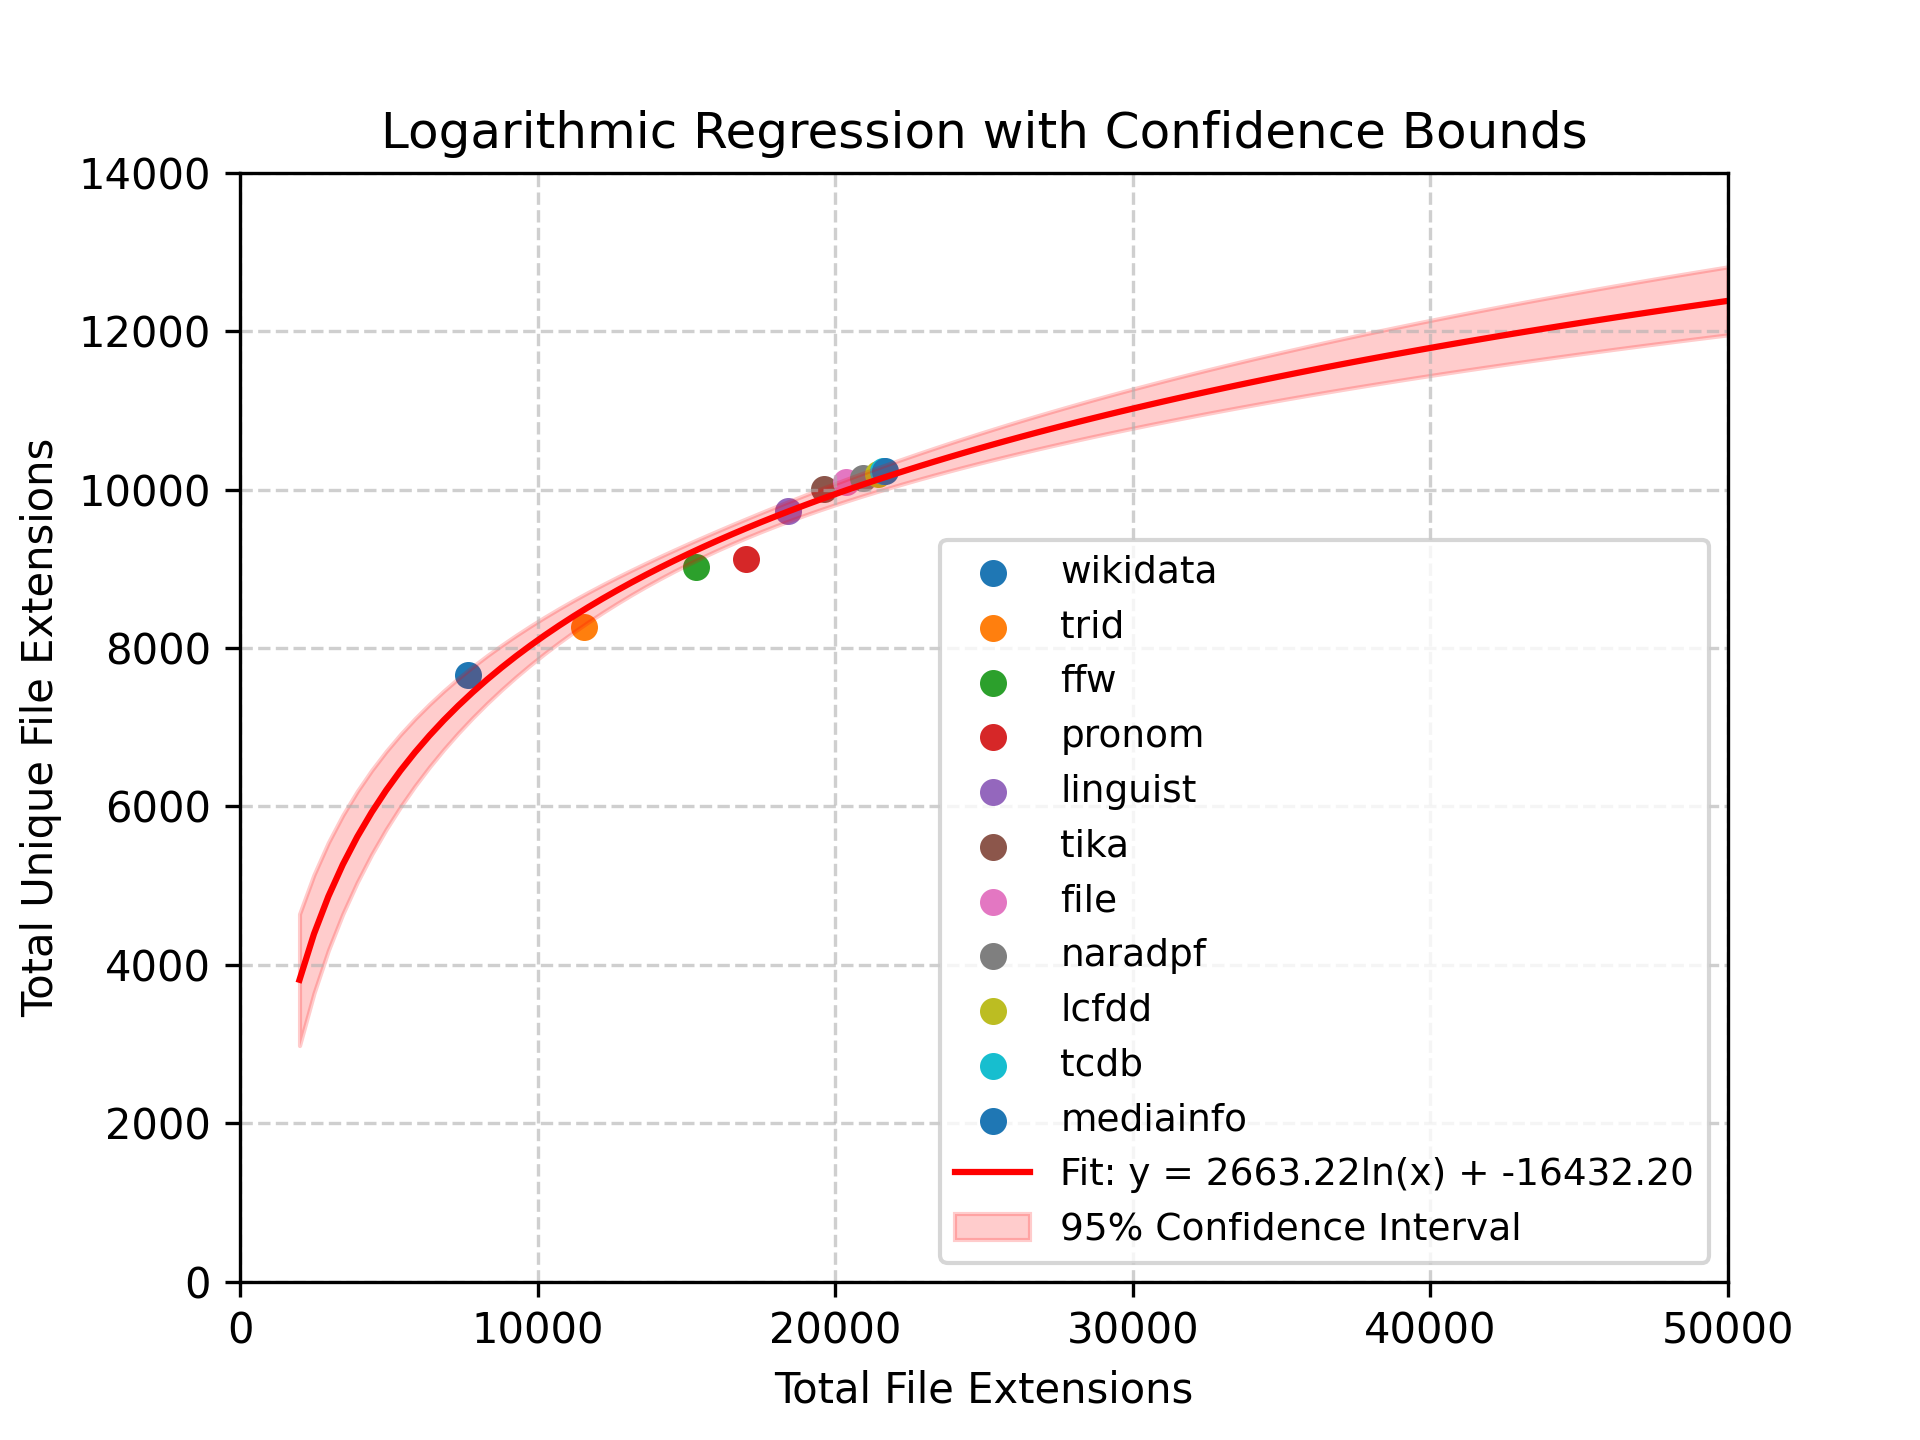 Logarithmic Regression with Confidence Bounds
14000
12000
10000
8000
6000
4000
2000
0
Total Unique File Extensions
wikidata
trid
ffw
pronom
linguist
tika
file
naradpf
lcfdd
tcdb
mediainfo
Fit: y = 2663.22ln(x) + -16432.20
95% Confidence Interval
0 10000 20000 30000 40000 50000
Total File Extensions